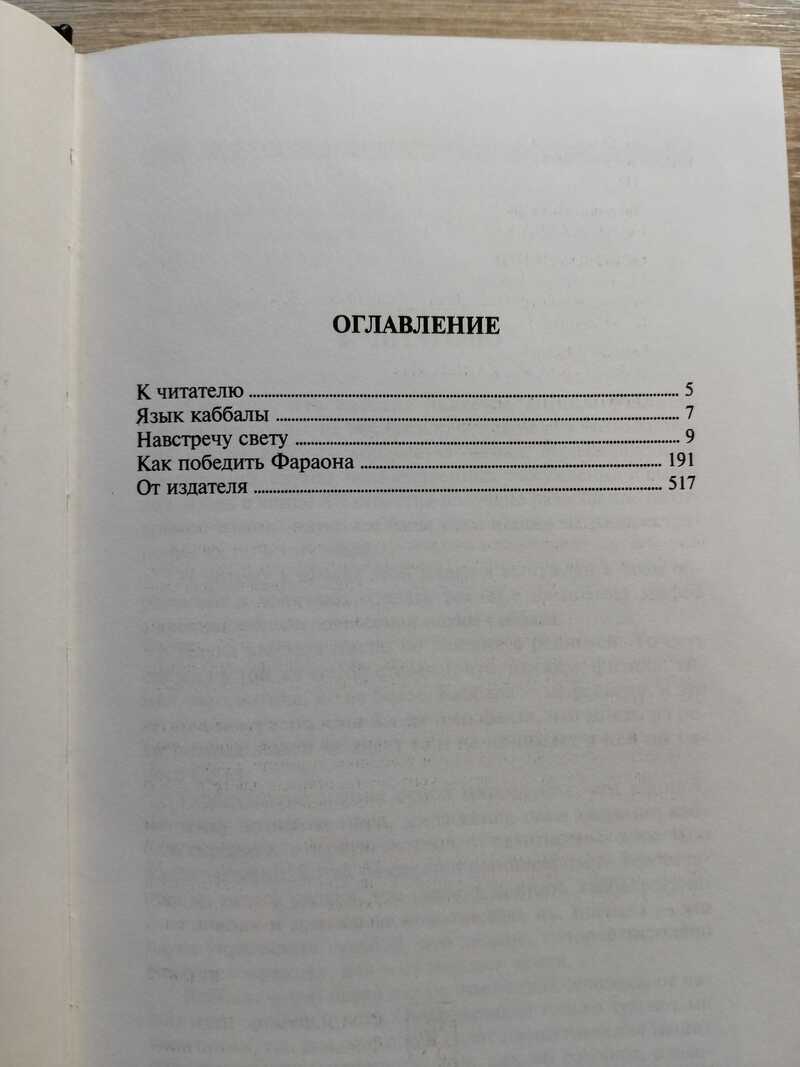 ОГЛАВЛЕНИЕ
К читателю ........ 5
Язык каббалы ........ 7
Навстречу свету ........ 9
Как победить Фараона ........ 191
От издателя ........ 517